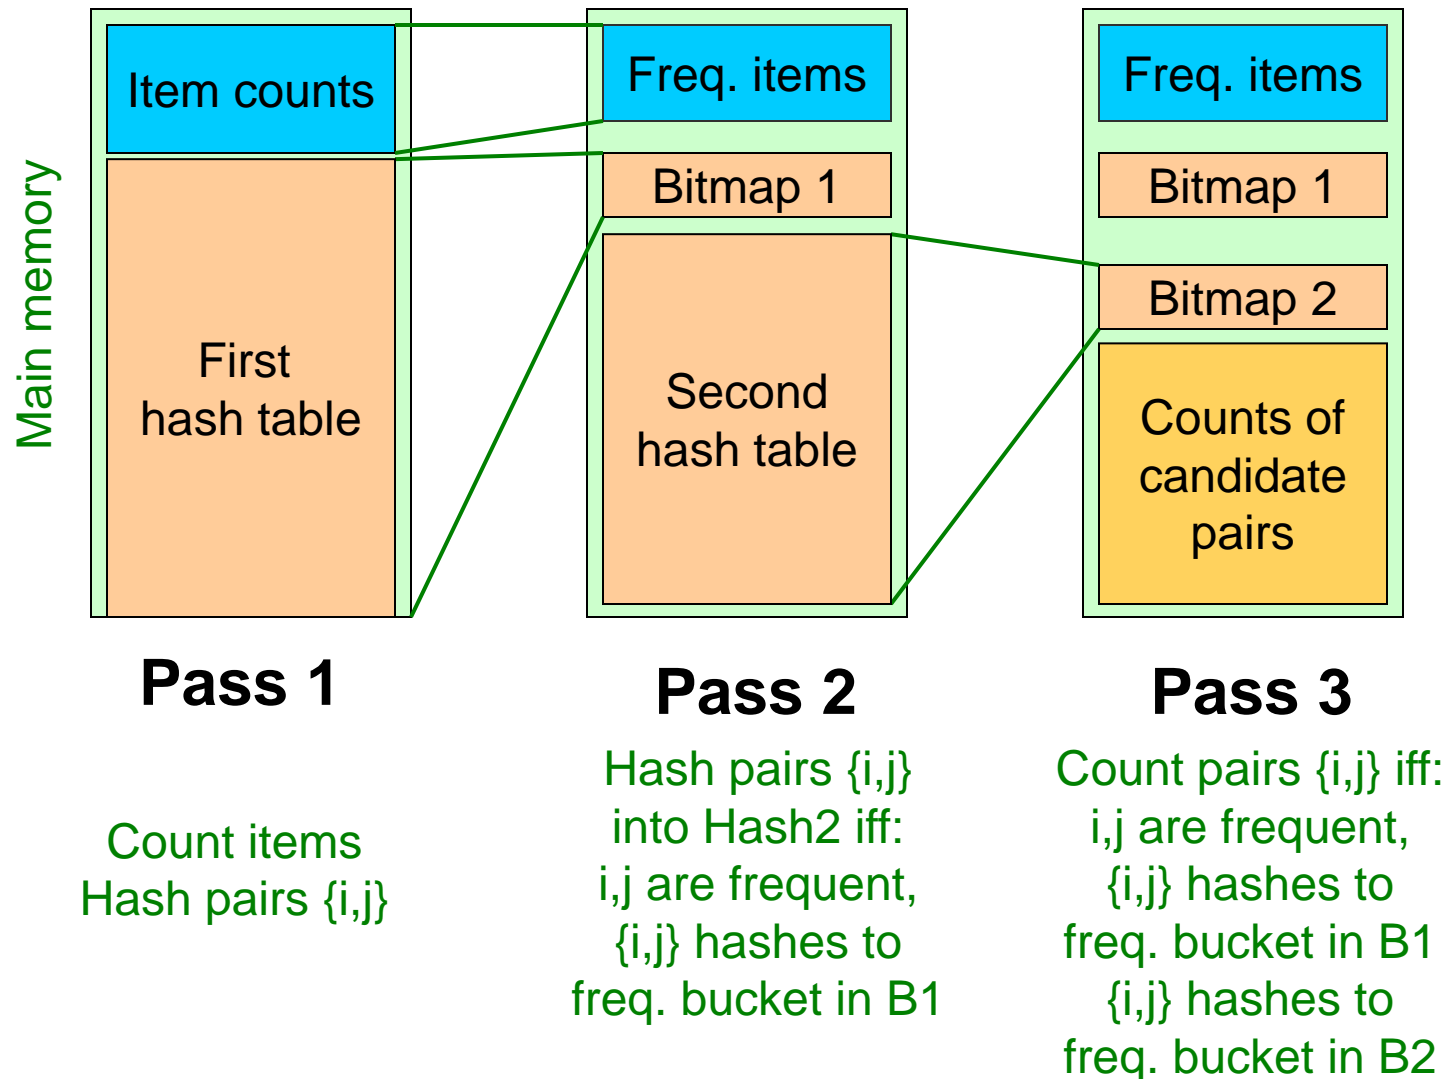 Main memory
Item counts
First
hash table
Pass 1
Count items
Hash pairs {i,j}
Freq. items
Bitmap 1
Second
hash table
Pass 2
Hash pairs {i,j}
into Hash2 iff:
i,j are frequent,
{i,j} hashes to
freq. bucket in B1
Freq. items
Bitmap 1
Bitmap 2
Counts of
candidate
pairs
Pass 3
Count pairs {i,j} iff:
i,j are frequent,
{i,j} hashes to
freq. bucket in B1
{i,j} hashes to
freq. bucket in B2